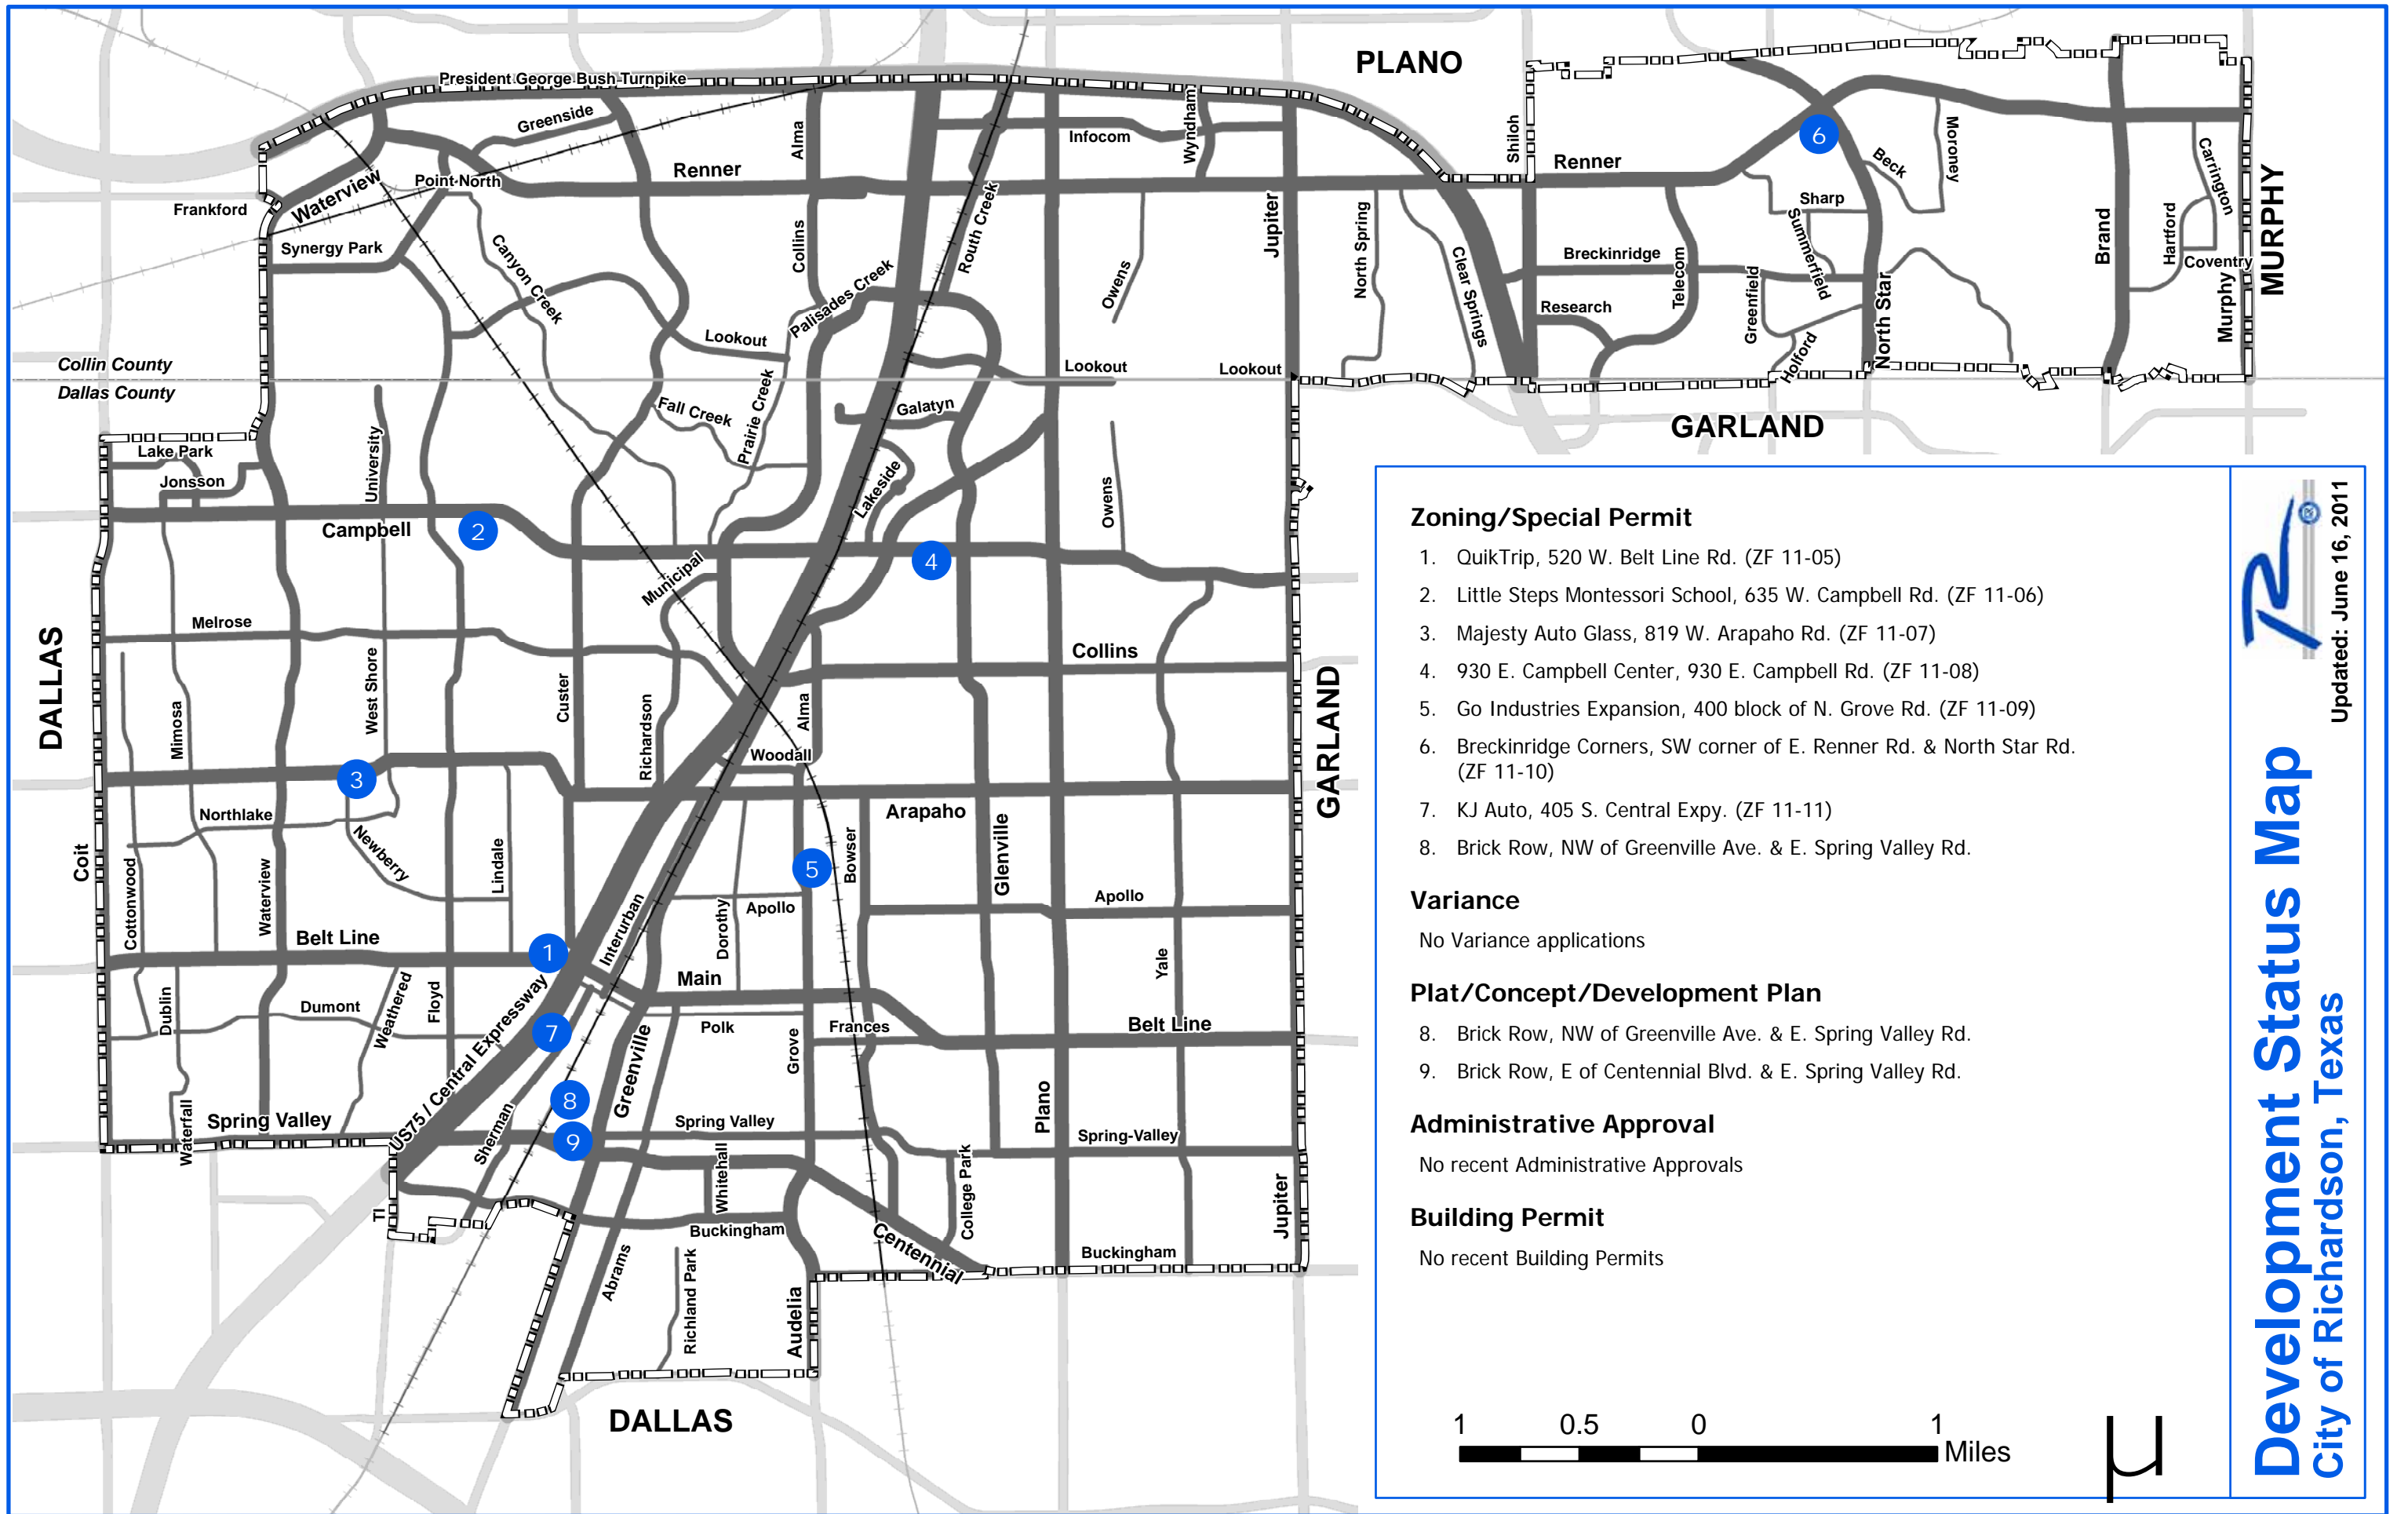 PLANO
President George Bush Turnpike
Greenside
Alma
Infocom
Wyndham
Shiloh
Renner
Renner
Moroney
Beck
Carrington
Point North
Waterview
Frankford
Synergy Park
Canyon Creek
Collins
Routh Creek
Palisades Creek
Owens
Jupiter
North Spring
Clear Springs
Breckinridge
Research
Telecom
Greenfield
Sharp
Summerfield
Holford
North Star
Brand
Hartford
Coventry
Murphy
MURPHY
Lookout
Lookout
Lookout
Collin County
Dallas County
Fall Creek
Prairie Creek
Galatyn
GARLAND
Lake Park
Jonsson
University
Lakeside
Owens
Campbell
Municipal
Melrose
Collins
DALLAS
Mimosa
West Shore
Custer
Richardson
Alma
Woodall
GARLAND
Northlake
Newberry
Arapaho
Coit
Cottonwood
Waterview
Lindale
Interurban
Dorothy
Apollo
Bowser
Glenville
Apollo
Belt Line
Main
Yale
Dublin
Dumont
Weathered
Floyd
US75 / Central Expressway
Polk
Frances
Belt Line
Greenville
Grove
Plano
Waterfall
Spring Valley
Sherman
Spring Valley
Spring-Valley
Whitehall
College Park
Jupiter
TI
Buckingham
Centennial
Buckingham
Abrams
Richland Park
Audelia
DALLAS
1
2
3
4
5
6
7
8
9
Zoning/Special Permit
1. QuikTrip, 520 W. Belt Line Rd. (ZF 11-05)
2. Little Steps Montessori School, 635 W. Campbell Rd. (ZF 11-06)
3. Majesty Auto Glass, 819 W. Arapaho Rd. (ZF 11-07)
4. 930 E. Campbell Center, 930 E. Campbell Rd. (ZF 11-08)
5. Go Industries Expansion, 400 block of N. Grove Rd. (ZF 11-09)
6. Breckinridge Corners, SW corner of E. Renner Rd. & North Star Rd.
(ZF 11-10)
7. KJ Auto, 405 S. Central Expy. (ZF 11-11)
8. Brick Row, NW of Greenville Ave. & E. Spring Valley Rd.
Variance
No Variance applications
Plat/Concept/Development Plan
8. Brick Row, NW of Greenville Ave. & E. Spring Valley Rd.
9. Brick Row, E of Centennial Blvd. & E. Spring Valley Rd.
Administrative Approval
No recent Administrative Approvals
Building Permit
No recent Building Permits
1 0.5 0 1
Miles
µ
Updated: June 16, 2011
Development Status Map
City of Richardson, Texas